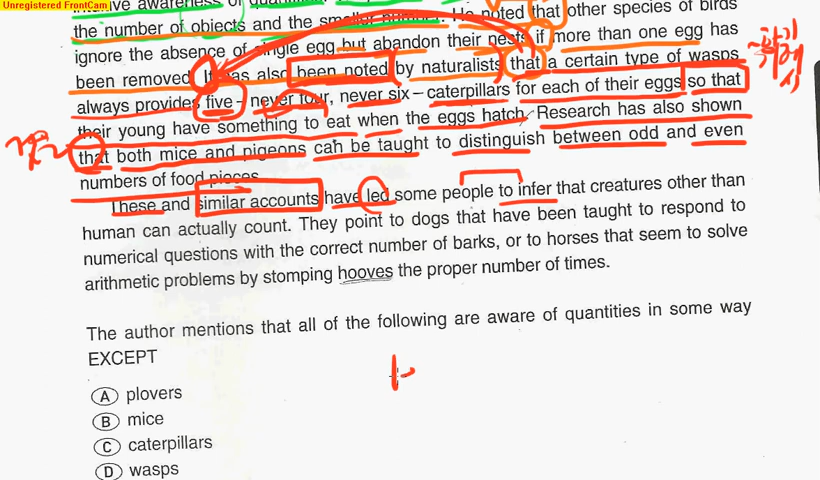 Unregistered FrontCam
intuitive awareness of
the number of objects and the smaller number. He noted that other species of birds
ignore the absence of single egg but abandon their nests if more than one egg has
been removed. It has also been noted by naturalists that a certain type of wasps
always provides five – never four, never six – caterpillars for each of their eggs so that
their young have something to eat when the eggs hatch. Research has also shown
that both mice and pigeons can be taught to distinguish between odd and even
numbers of food pieces.
These and similar accounts have led some people to infer that creatures other than
human can actually count. They point to dogs that have been taught to respond to
numerical questions with the correct number of barks, or to horses that seem to solve
arithmetic problems by stomping hooves the proper number of times.
The author mentions that all of the following are aware of quantities in some way
EXCEPT
A plovers
B mice
C caterpillars
D wasps